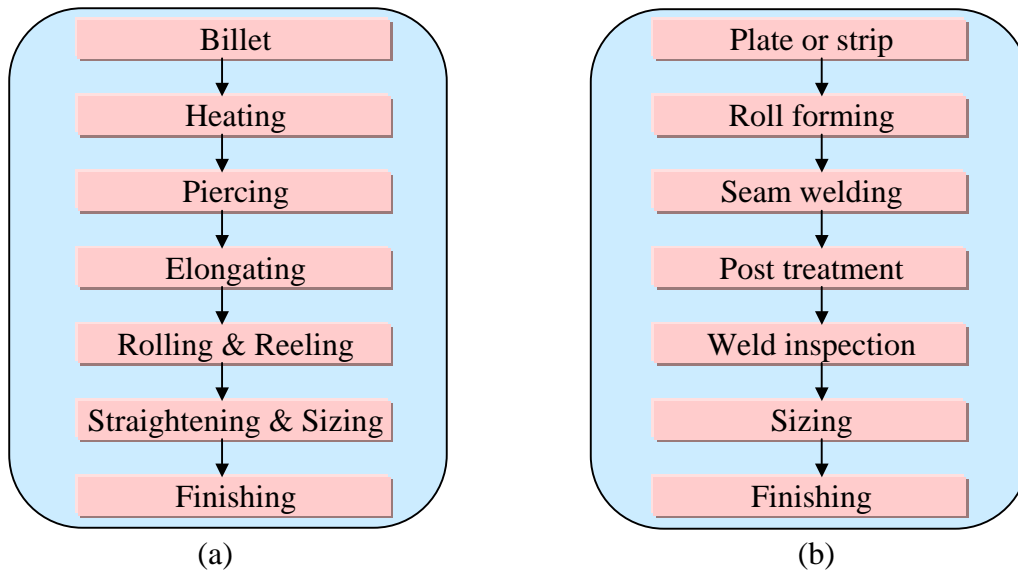 Billet
Heating
Piercing
Elongating
Rolling & Reeling
Straightening & Sizing
Finishing
(a)
Plate or strip
Roll forming
Seam welding
Post treatment
Weld inspection
Sizing
Finishing
(b)